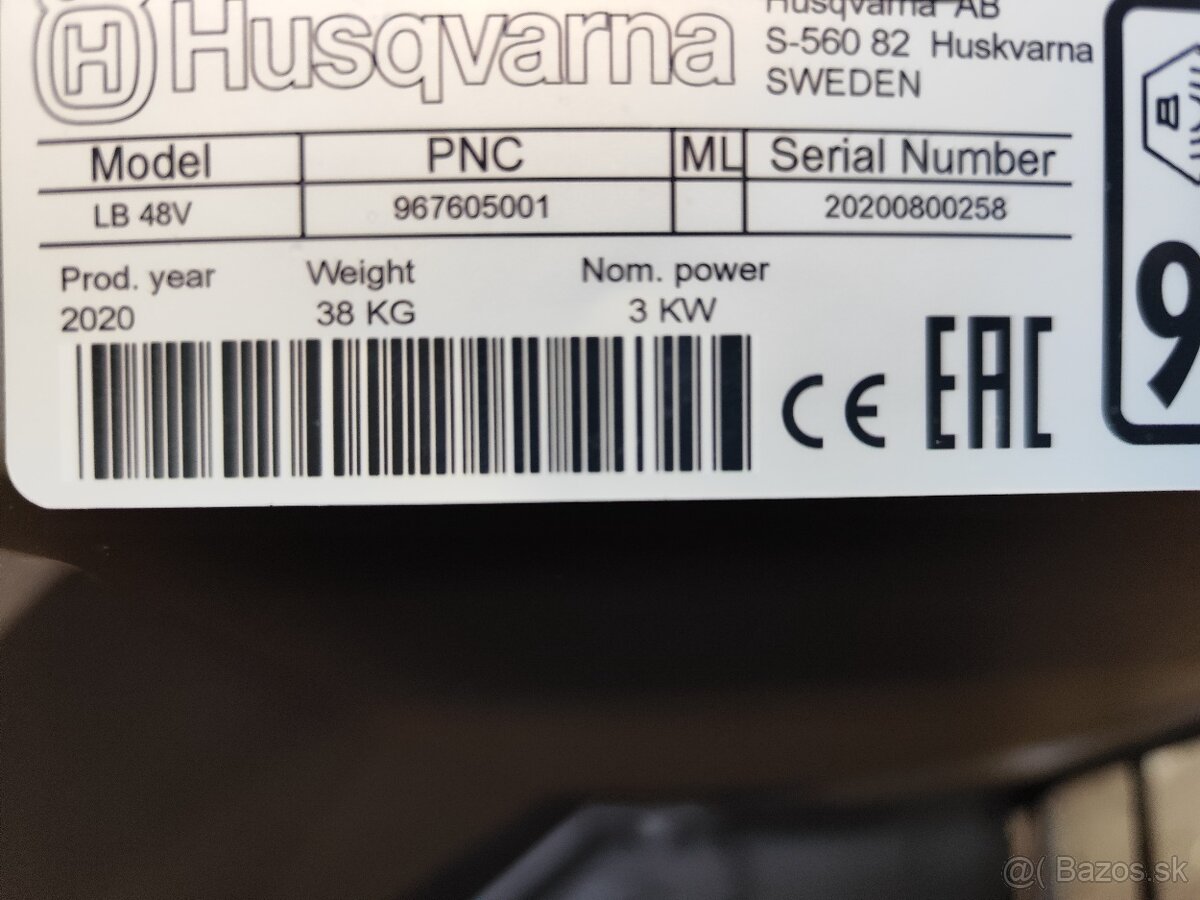 Husqvarna
Husqvarna AB
S-560 82 Huskvarna
SWEDEN
Model PNC ML Serial Number
LB 48V 967605001 20200800258
Prod. year Weight Nom. power
2020 38 KG 3 KW
CE EAC
9
@( Bazos.sk